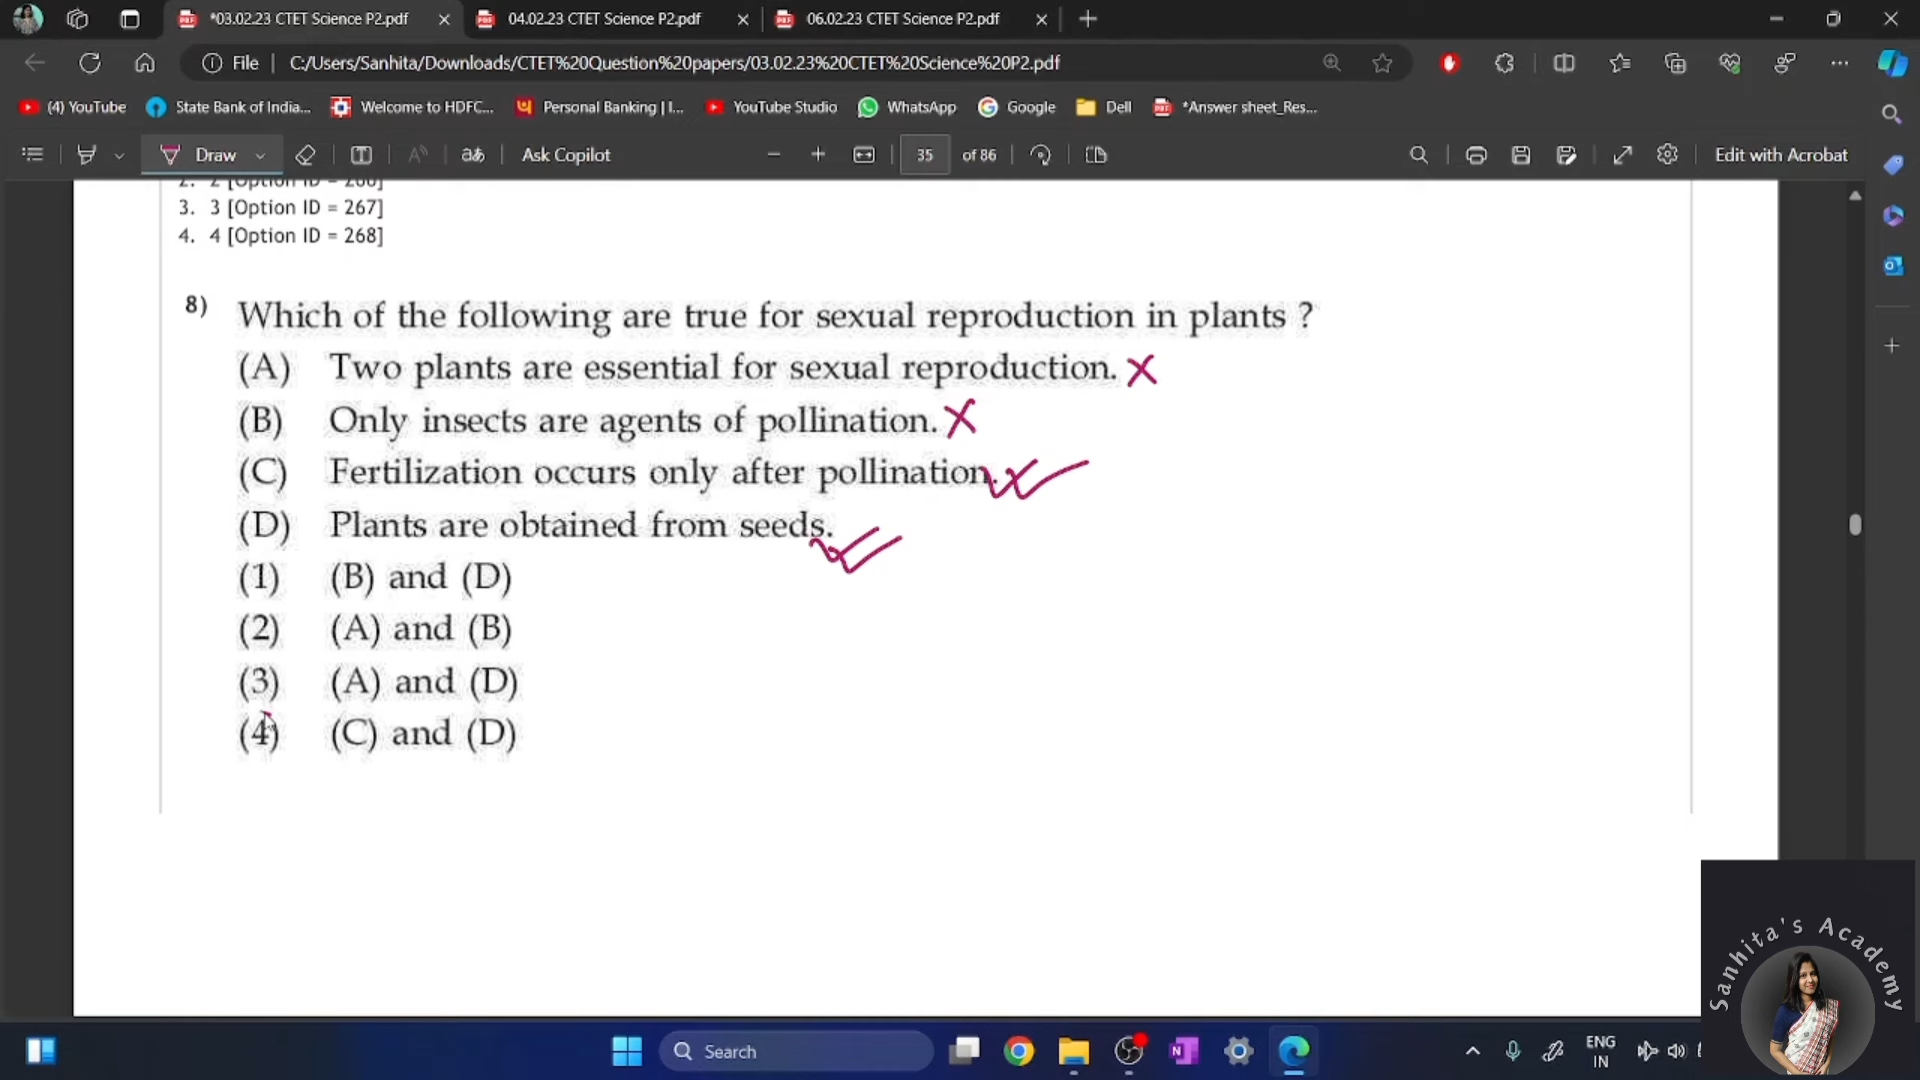 *03.02.23 CTET Science P2.pdf
04.02.23 CTET Science P2.pdf
06.02.23 CTET Science P2.pdf
File
C:/Users/Sanhita/Downloads/CTET%20Question%20papers/03.02.23%20CTET%20Science%20P2.pdf
(4) YouTube
State Bank of India...
Welcome to HDFC...
Personal Banking | I...
YouTube Studio
WhatsApp
Google
Dell
*Answer sheet_Res...
Draw
Ask Copilot
35
of 86
Edit with Acrobat
3. 3 [Option ID = 267]
4. 4 [Option ID = 268]
8) Which of the following are true for sexual reproduction in plants ?
(A) Two plants are essential for sexual reproduction.
(B) Only insects are agents of pollination.
(C) Fertilization occurs only after pollination.
(D) Plants are obtained from seeds.
(1) (B) and (D)
(2) (A) and (B)
(3) (A) and (D)
(4) (C) and (D)
Sanhita's Academy
Search
ENG
IN